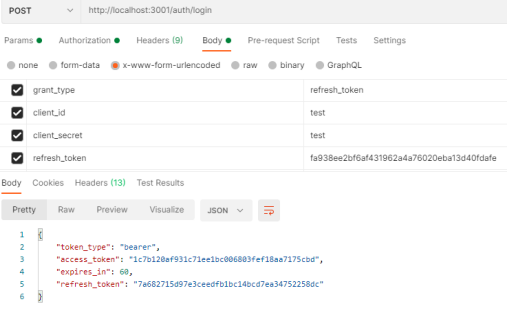 POST http://localhost:3001/auth/login
Params Authorization Headers (9) Body Pre-request Script Tests Settings
none form-data x-www-form-urlencoded raw binary GraphQL
grant_type refresh_token
client_id test
client_secret test
refresh_token fa938ee2bf6af431962a4a76020eba13d40fdafe
Body Cookies Headers (13) Test Results
Pretty Raw Preview Visualize JSON
1 {
2 "token_type": "bearer",
3 "access_token": "1c7b120af931c71ee1bc006803fef18aa7175cbd",
4 "expires_in": 60,
5 "refresh_token": "7a682715d97e3ceedfb1bc14bcd7ea34752258dc"
6 }